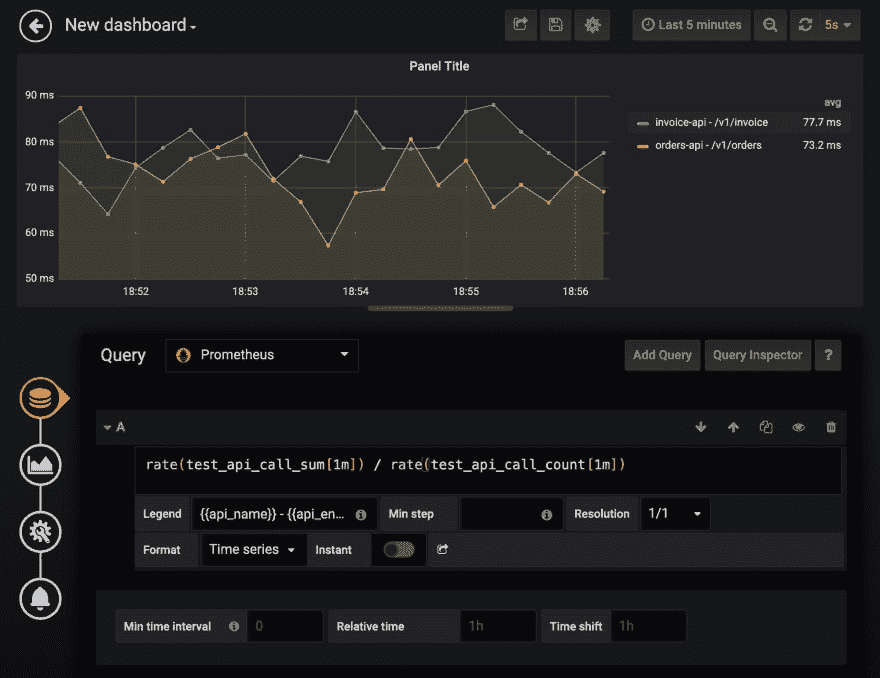 New dashboard
Last 5 minutes
5s
Panel Title
90 ms
80 ms
70 ms
60 ms
50 ms
18:52 18:53 18:54 18:55 18:56
avg
invoice-api - /v1/invoice 77.7 ms
orders-api - /v1/orders 73.2 ms
Query Prometheus Add Query Query Inspector ?
A
rate(test_api_call_sum[1m]) / rate(test_api_call_count[1m])
Legend {{api_name}} - {{api_en... Min step Resolution 1/1
Format Time series Instant
Min time interval 0 Relative time 1h Time shift 1h